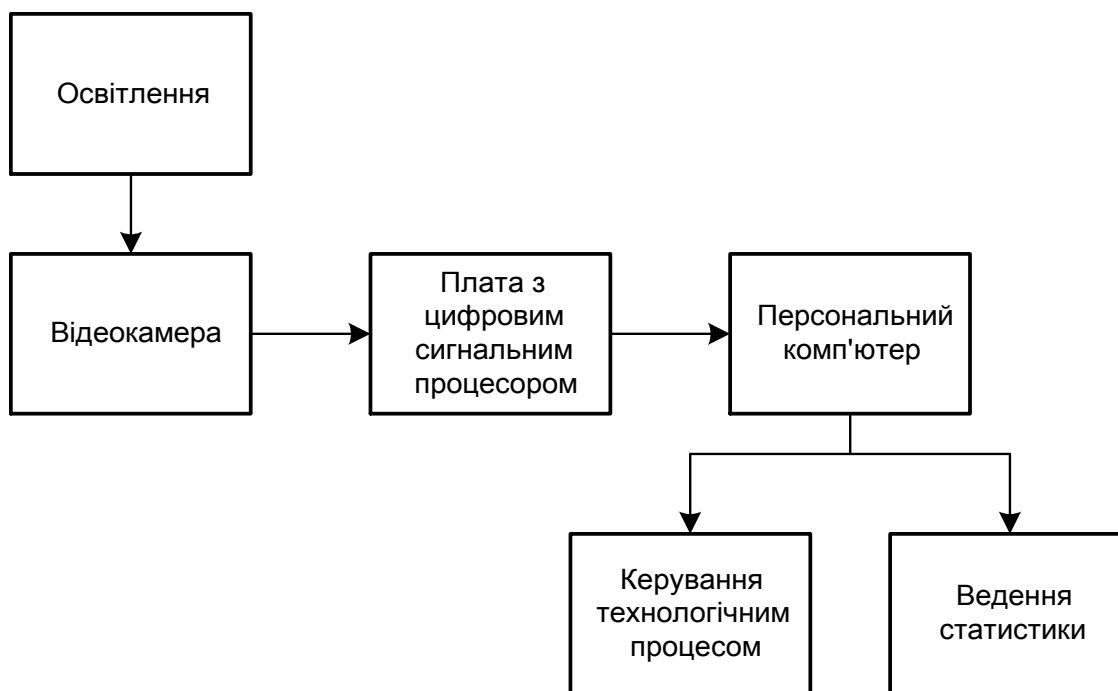 Освітлення
Відеокамера
Плата з
цифровим
сигнальним
процесором
Персональний
комп'ютер
Керування
технологічним
процесом
Ведення
статистики